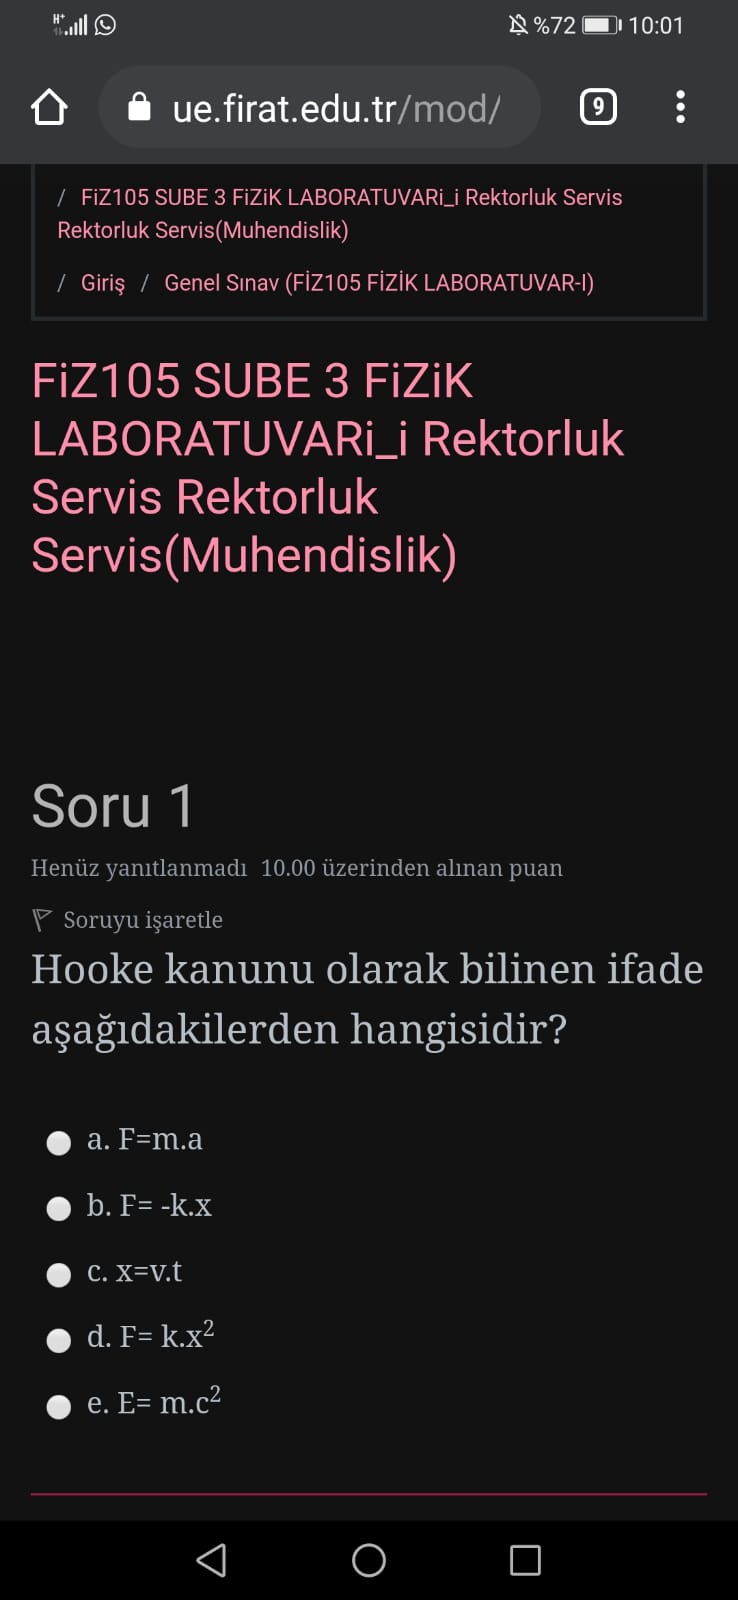 H+ %72 10:01
ue.firat.edu.tr/mod/ 9
/ FiZ105 SUBE 3 FiZiK LABORATUVARi_i Rektorluk Servis
Rektorluk Servis(Muhendislik)
/ Giriş / Genel Sınav (FİZ105 FİZİK LABORATUVAR-I)
FiZ105 SUBE 3 FiZiK
LABORATUVARi_i Rektorluk
Servis Rektorluk
Servis(Muhendislik)
Soru 1
Henüz yanıtlanmadı 10.00 üzerinden alınan puan
Soruyu işaretle
Hooke kanunu olarak bilinen ifade
aşağıdakilerden hangisidir?
a. F=m.a
b. F= -k.x
c. x=v.t
d. F= k.x²
e. E= m.c²